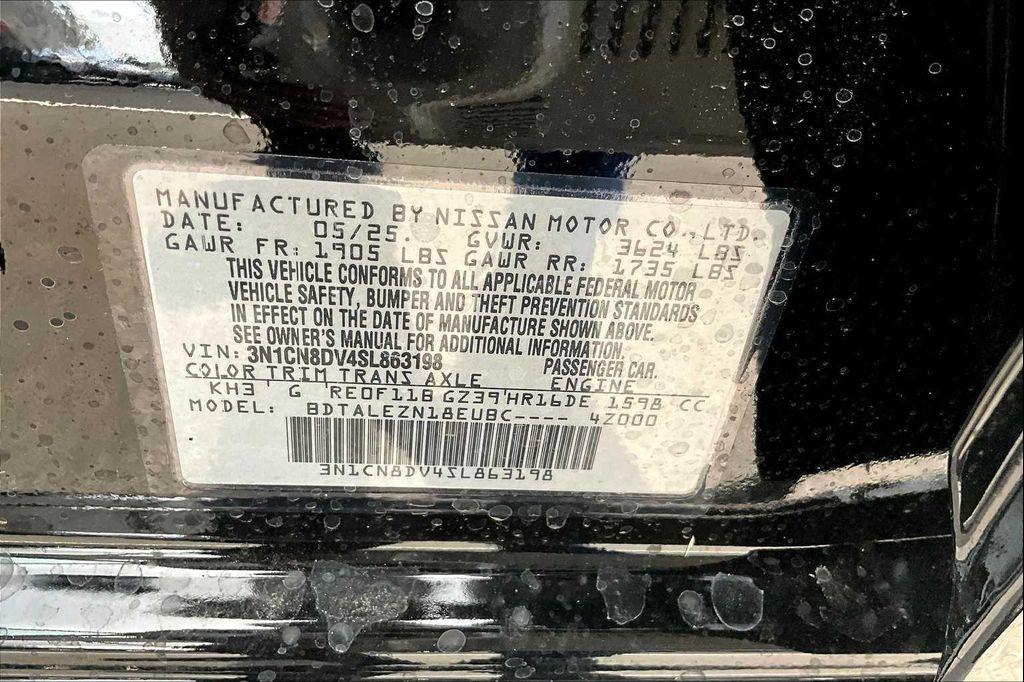 MANUFACTURED BY NISSAN MOTOR CO., LTD.
DATE: 05/25. GVWR: 3624 LBS
GAWR FR: 1905 LBS GAWR RR: 1735 LBS
THIS VEHICLE CONFORMS TO ALL APPLICABLE FEDERAL MOTOR
VEHICLE SAFETY, BUMPER AND THEFT PREVENTION STANDARDS
IN EFFECT ON THE DATE OF MANUFACTURE SHOWN ABOVE.
SEE OWNER'S MANUAL FOR ADDITIONAL INFORMATION.
VIN: 3N1CN8DV4SL863198 PASSENGER CAR.
COLOR TRIM TRANS AXLE ENGINE
KH3 G RE0F11B GZ39 HR16DE 1598 CC
MODEL: BDTALEZN18EUBC---- 4Z000
3N1CN8DV4SL863198